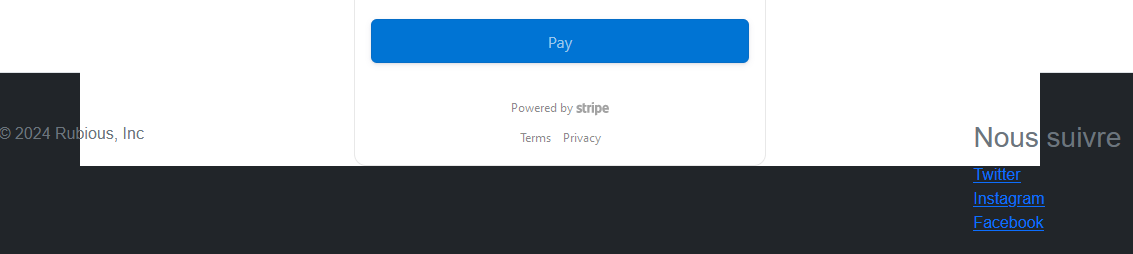 Pay
Powered by stripe
Terms Privacy
© 2024 Rubious, Inc
Nous suivre
Twitter
Instagram
Facebook